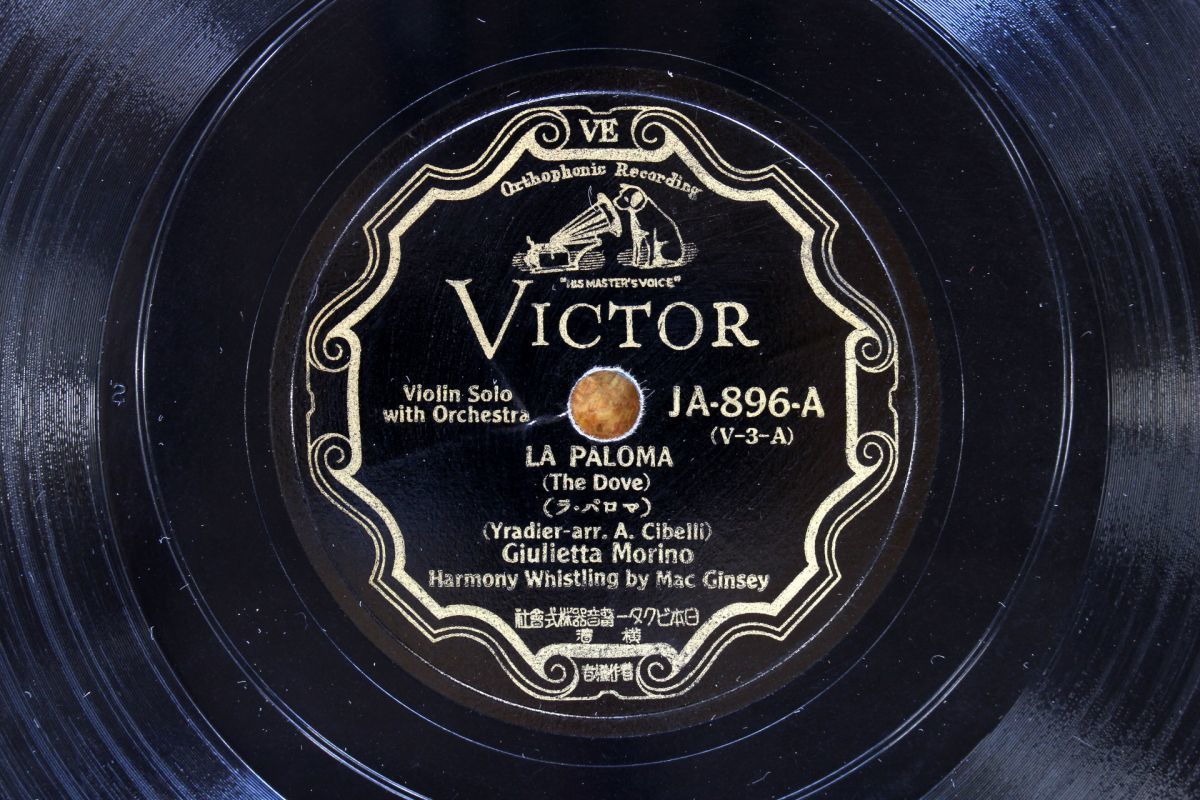 VE
Orthophonic Recording
"HIS MASTER'S VOICE"
VICTOR
Violin Solo
with Orchestra
JA-896-A
(V-3-A)
LA PALOMA
(The Dove)
(ラ・パロマ)
(Yradier-arr. A. Cibelli)
Giulietta Morino
Harmony Whistling by Mac Ginsey
日本ビクター蓄音器株式會社
横濱